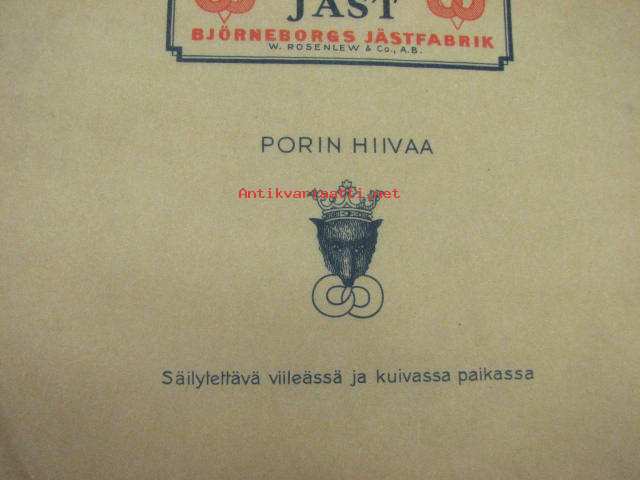 JÄST
BJÖRNEBORGS JÄSTFABRIK
W. ROSENLEW & Co., A.B.
PORIN HIIVAA
Antikvariaatti.net
Säilytettävä viileässä ja kuivassa paikassa